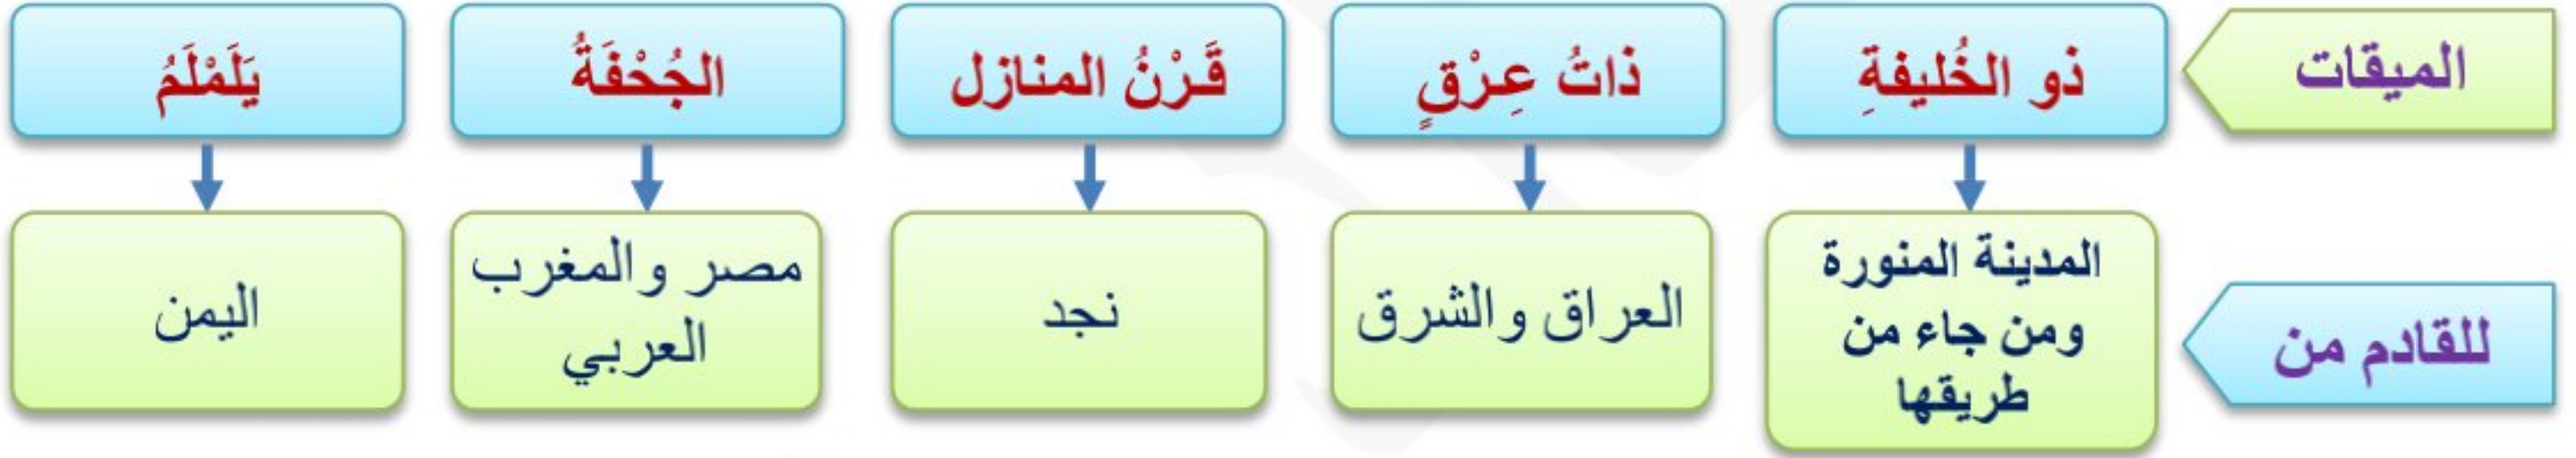 الميقات
ذو الخُليفةِ
ذاتُ عِرْقٍ
قَرْنُ المنازل
الجُحْفَةُ
يَلَمْلَمُ
للقادم من
المدينة المنورة
ومن جاء من
طريقها
العراق والشرق
نجد
مصر والمغرب
العربي
اليمن